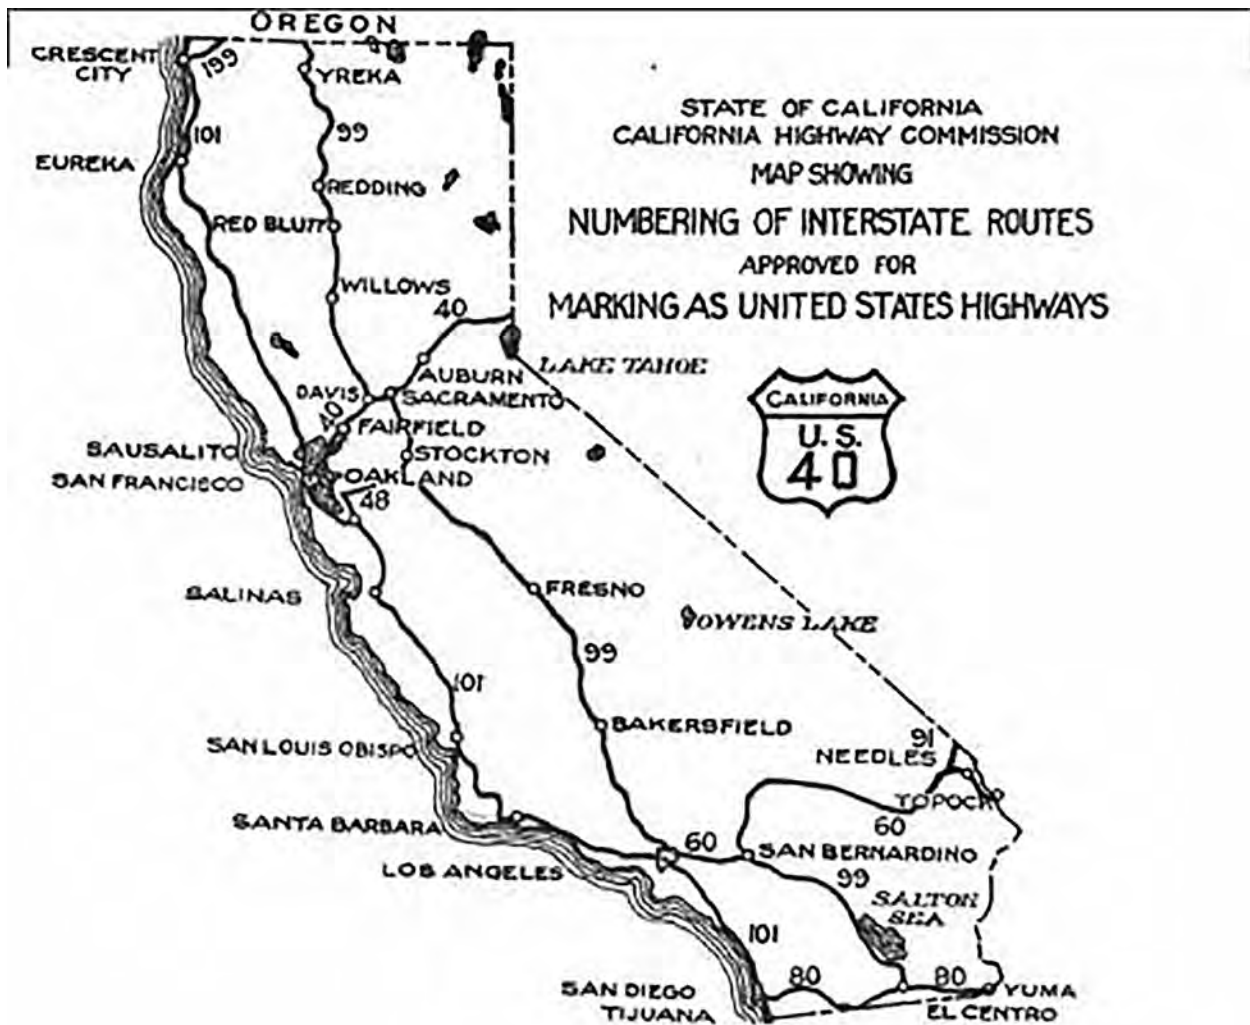 OREGON
CRESCENT
CITY
199
YREKA
101
99
EUREKA
REDDING
RED BLUFF
WILLOWS
40
STATE OF CALIFORNIA
CALIFORNIA HIGHWAY COMMISSION
MAP SHOWING
NUMBERING OF INTERSTATE ROUTES
APPROVED FOR
MARKING AS UNITED STATES HIGHWAYS
LAKE TAHOE
AUBURN
DAVIS
SACRAMENTO
40
FAIRFIELD
CALIFORNIA
U. S.
40
SAUSALITO
STOCKTON
SAN FRANCISCO
OAKLAND
48
SALINAS
FRESNO
OWENS LAKE
99
101
BAKERSFIELD
SAN LOUIS OBISPO
91
NEEDLES
TOPOCK
60
SANTA BARBARA
60
SAN BERNARDINO
LOS ANGELES
99
SALTON
SEA
101
80
80
SAN DIEGO
YUMA
TIJUANA
EL CENTRO